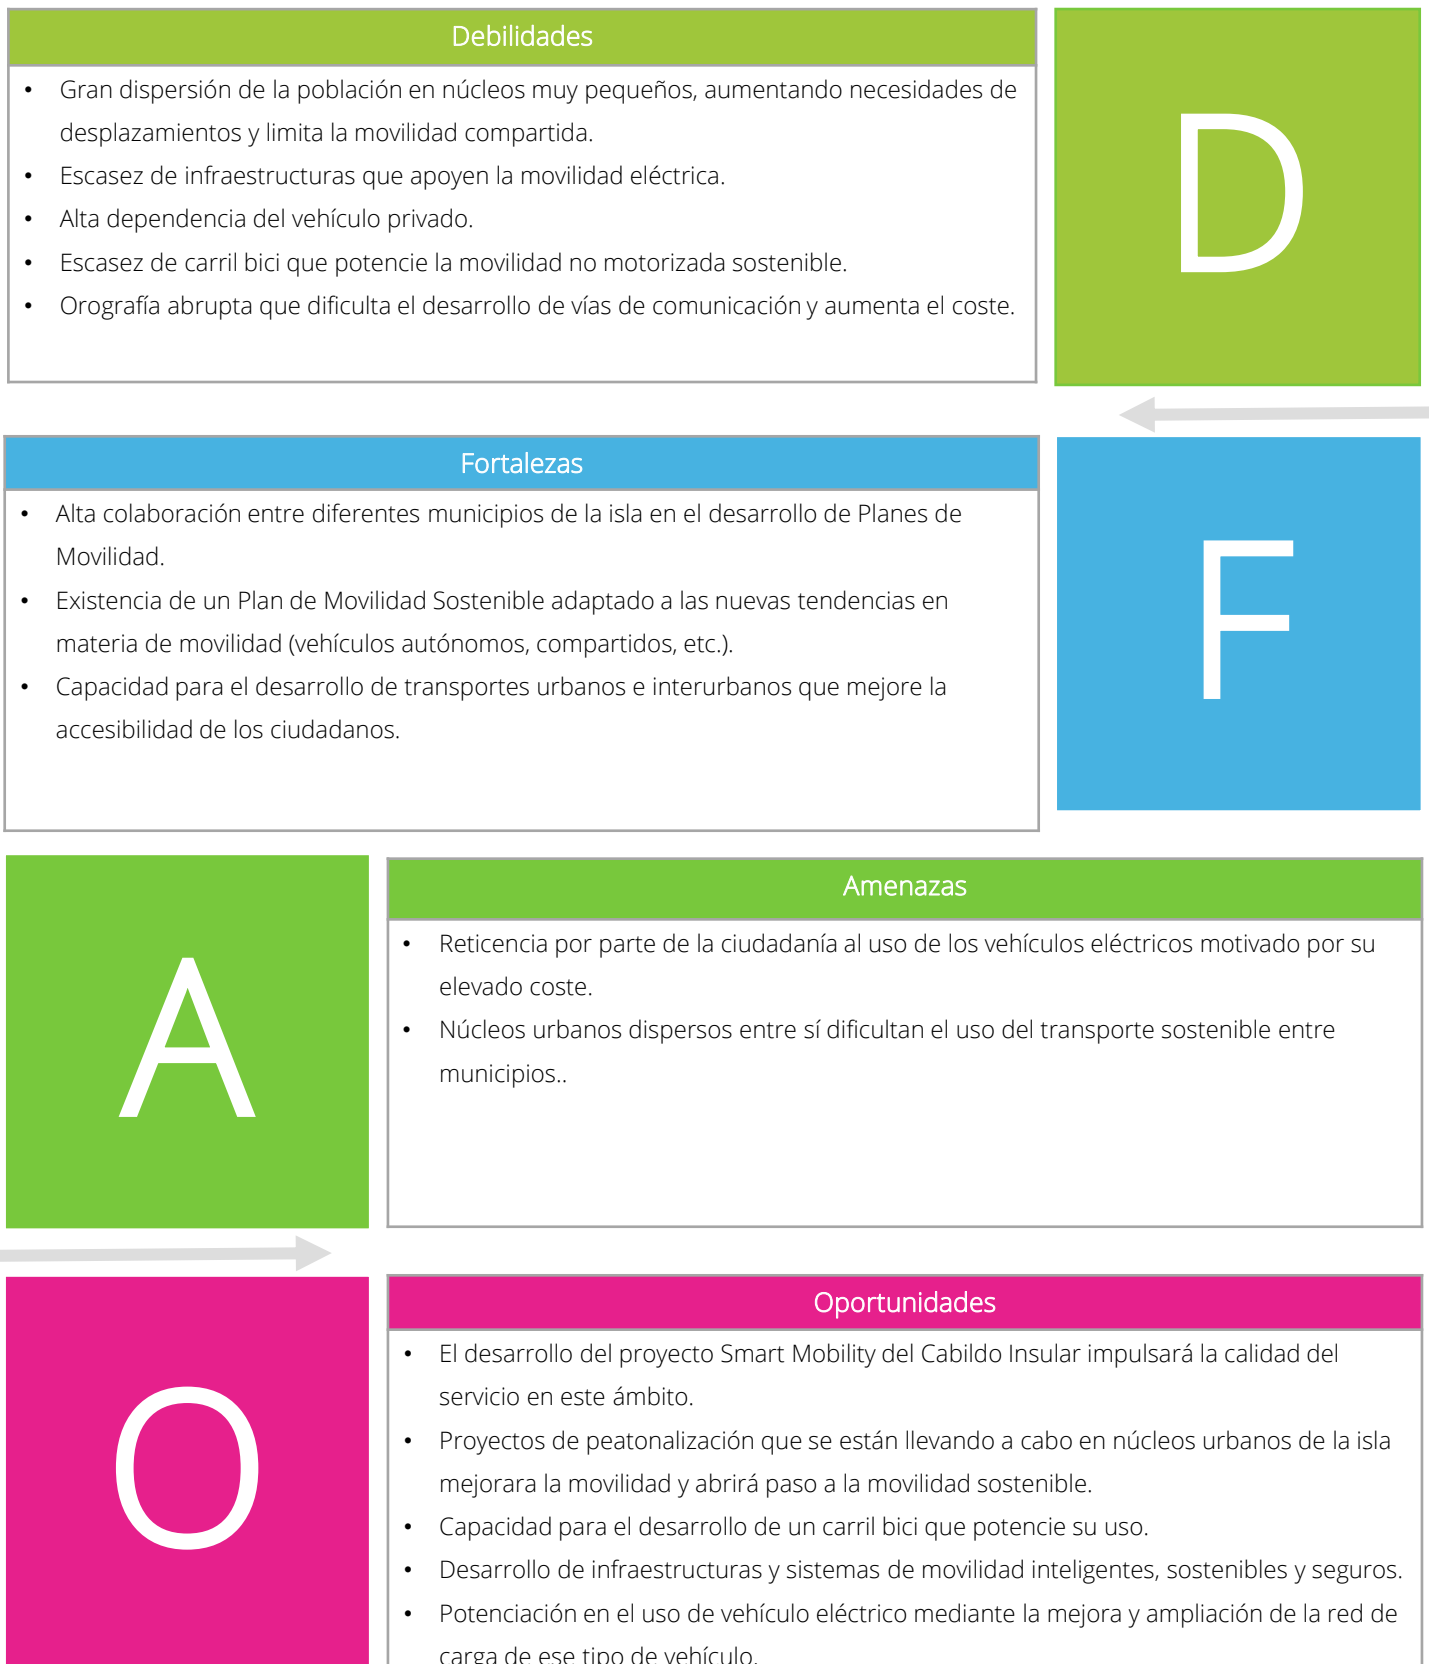 Debilidades
• Gran dispersión de la población en núcleos muy pequeños, aumentando necesidades de
desplazamientos y limita la movilidad compartida.
• Escasez de infraestructuras que apoyen la movilidad eléctrica.
• Alta dependencia del vehículo privado.
• Escasez de carril bici que potencie la movilidad no motorizada sostenible.
• Orografía abrupta que dificulta el desarrollo de vías de comunicación y aumenta el coste.
D
Fortalezas
• Alta colaboración entre diferentes municipios de la isla en el desarrollo de Planes de
Movilidad.
• Existencia de un Plan de Movilidad Sostenible adaptado a las nuevas tendencias en
materia de movilidad (vehículos autónomos, compartidos, etc.).
• Capacidad para el desarrollo de transportes urbanos e interurbanos que mejore la
accesibilidad de los ciudadanos.
F
A
Amenazas
• Reticencia por parte de la ciudadanía al uso de los vehículos eléctricos motivado por su
elevado coste.
• Núcleos urbanos dispersos entre sí dificultan el uso del transporte sostenible entre
municipios..
O
Oportunidades
• El desarrollo del proyecto Smart Mobility del Cabildo Insular impulsará la calidad del
servicio en este ámbito.
• Proyectos de peatonalización que se están llevando a cabo en núcleos urbanos de la isla
mejorara la movilidad y abrirá paso a la movilidad sostenible.
• Capacidad para el desarrollo de un carril bici que potencie su uso.
• Desarrollo de infraestructuras y sistemas de movilidad inteligentes, sostenibles y seguros.
• Potenciación en el uso de vehículo eléctrico mediante la mejora y ampliación de la red de
carga de ese tipo de vehículo.